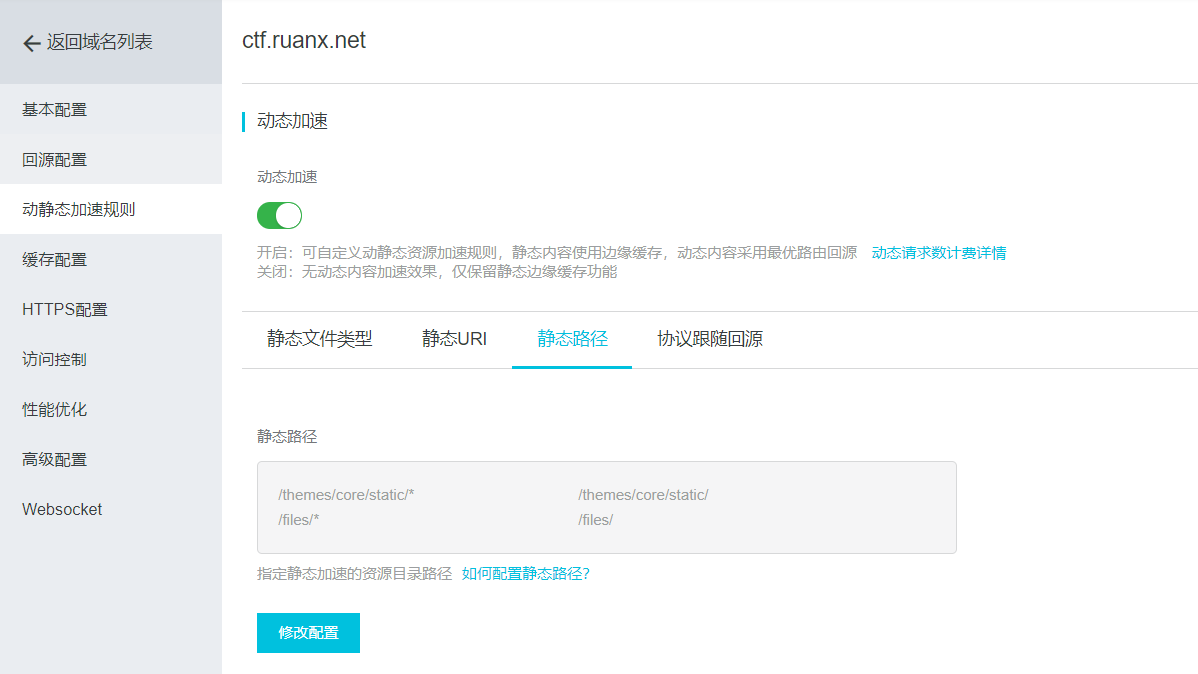 返回域名列表
ctf.ruanx.net
基本配置
回源配置
动静态加速规则
缓存配置
HTTPS配置
访问控制
性能优化
高级配置
Websocket
动态加速
动态加速
开启：可自定义动静态资源加速规则，静态内容使用边缘缓存，动态内容采用最优路由回源 动态请求数计费详情
关闭：无动态内容加速效果，仅保留静态边缘缓存功能
静态文件类型 静态URI 静态路径 协议跟随回源
静态路径
/themes/core/static/* /themes/core/static/
/files/* /files/
指定静态加速的资源目录路径 如何配置静态路径?
修改配置